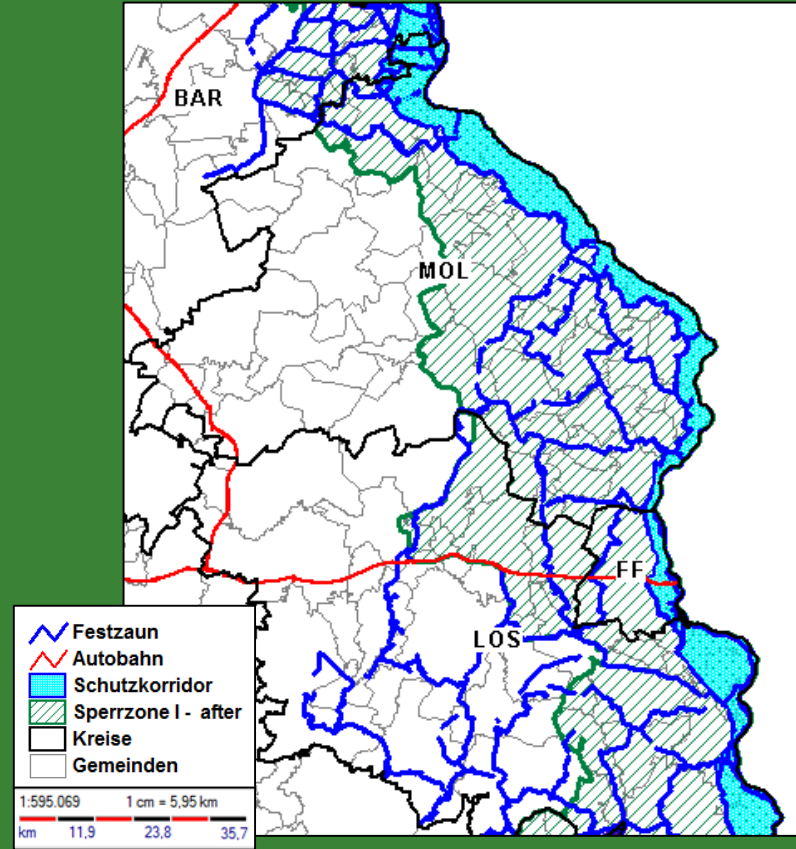 BAR
MOL
FF
LOS
Festzaun
Autobahn
Schutzkorridor
Sperrzone I - after
Kreise
Gemeinden
1:595.069 1 cm = 5,95 km
km 11,9 23,8 35,7